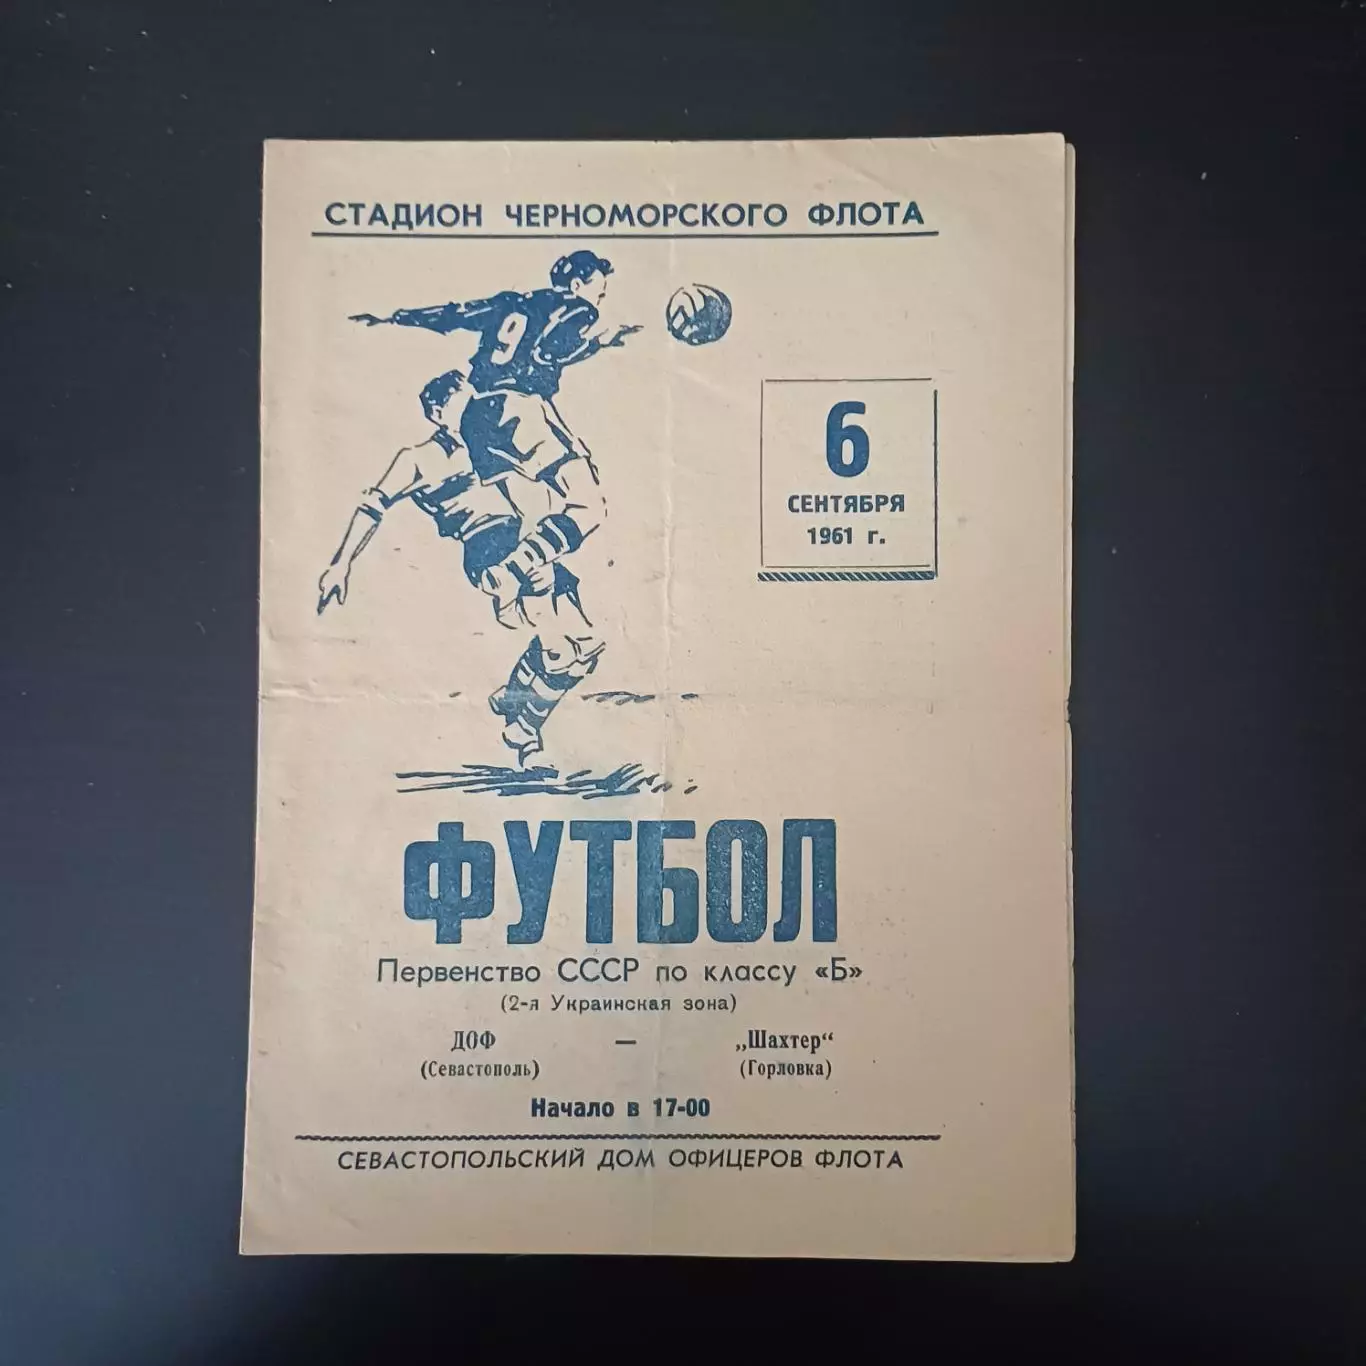 СТАДИОН ЧЕРНОМОРСКОГО ФЛОТА
9
6
СЕНТЯБРЯ
1961 г.
ФУТБОЛ
Первенство СССР по классу «Б»
(2-я Украинская зона)
ДОФ — „Шахтер“
(Севастополь) (Горловка)
Начало в 17-00
СЕВАСТОПОЛЬСКИЙ ДОМ ОФИЦЕРОВ ФЛОТА